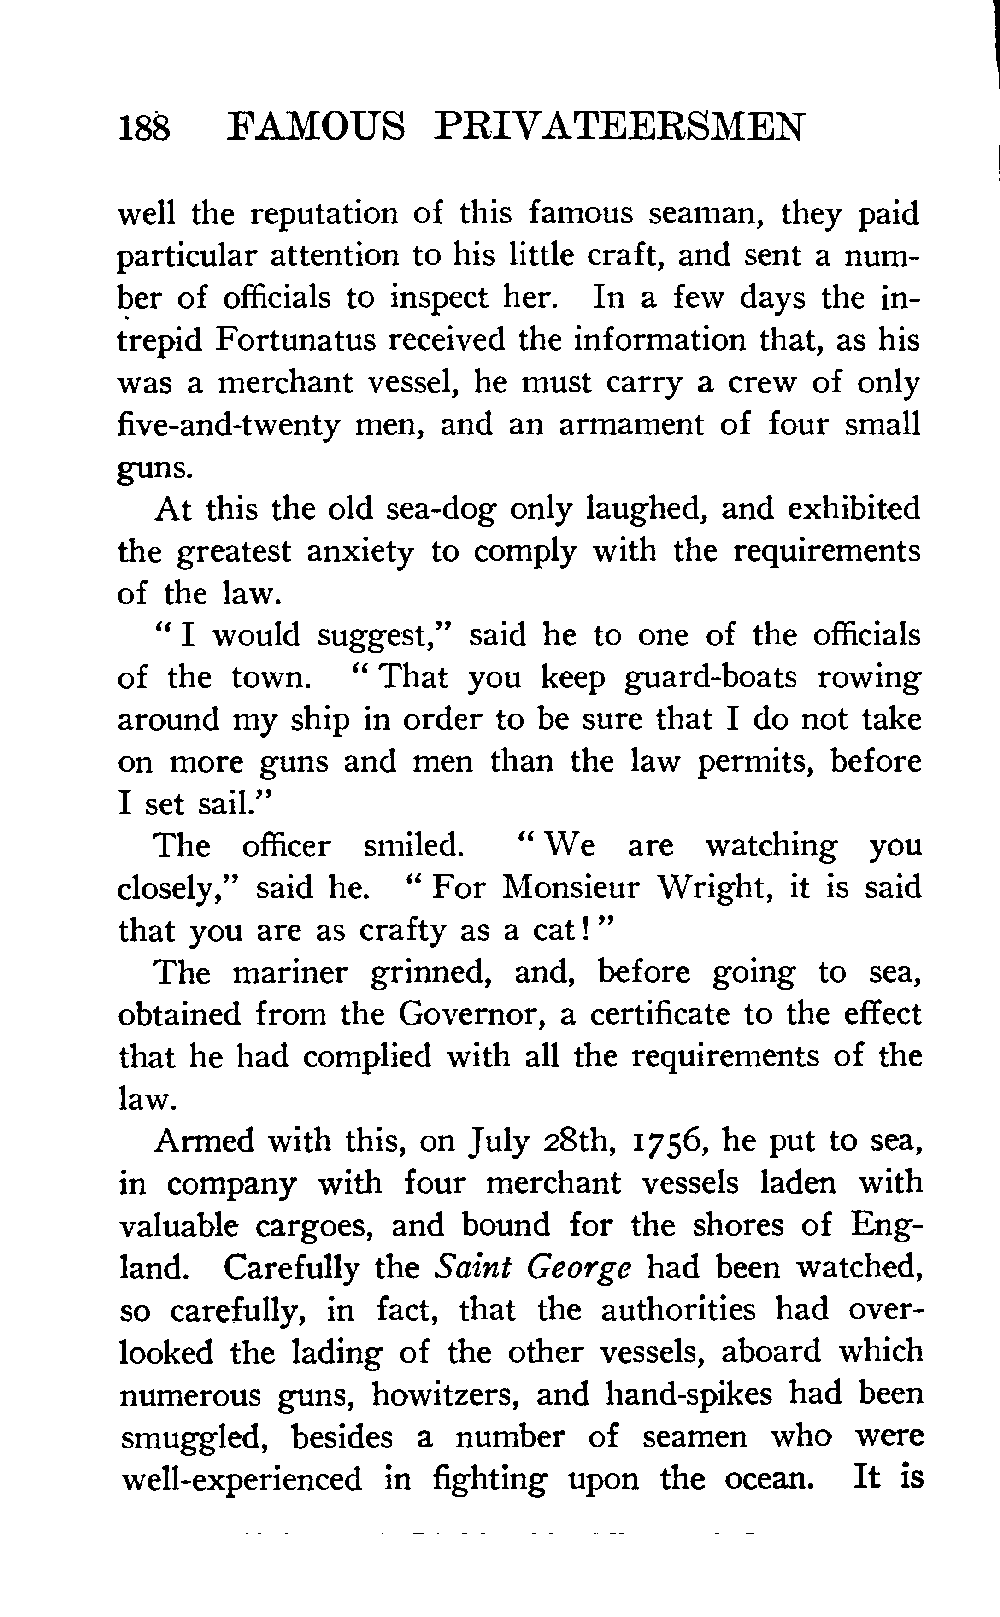 188 FAMOUS PRIVATEERSMEN
well the reputation of this famous seaman, they paid
particular attention to his little craft, and sent a num-
ber of officials to inspect her. In a few days the in-
trepid Fortunatus received the information that, as his
was a merchant vessel, he must carry a crew of only
five-and-twenty men, and an armament of four small
guns.
At this the old sea-dog only laughed, and exhibited
the greatest anxiety to comply with the requirements
of the law.
" I would suggest," said he to one of the officials
of the town. " That you keep guard-boats rowing
around my ship in order to be sure that I do not take
on more guns and men than the law permits, before
I set sail."
The officer smiled. " We are watching you
closely," said he. " For Monsieur Wright, it is said
that you are as crafty as a cat! "
The mariner grinned, and, before going to sea,
obtained from the Governor, a certificate to the effect
that he had complied with all the requirements of the
law.
Armed with this, on July 28th, 1756, he put to sea,
in company with four merchant vessels laden with
valuable cargoes, and bound for the shores of Eng-
land. Carefully the Saint George had been watched,
so carefully, in fact, that the authorities had over-
looked the lading of the other vessels, aboard which
numerous guns, howitzers, and hand-spikes had been
smuggled, besides a number of seamen who were
well-experienced in fighting upon the ocean. It is